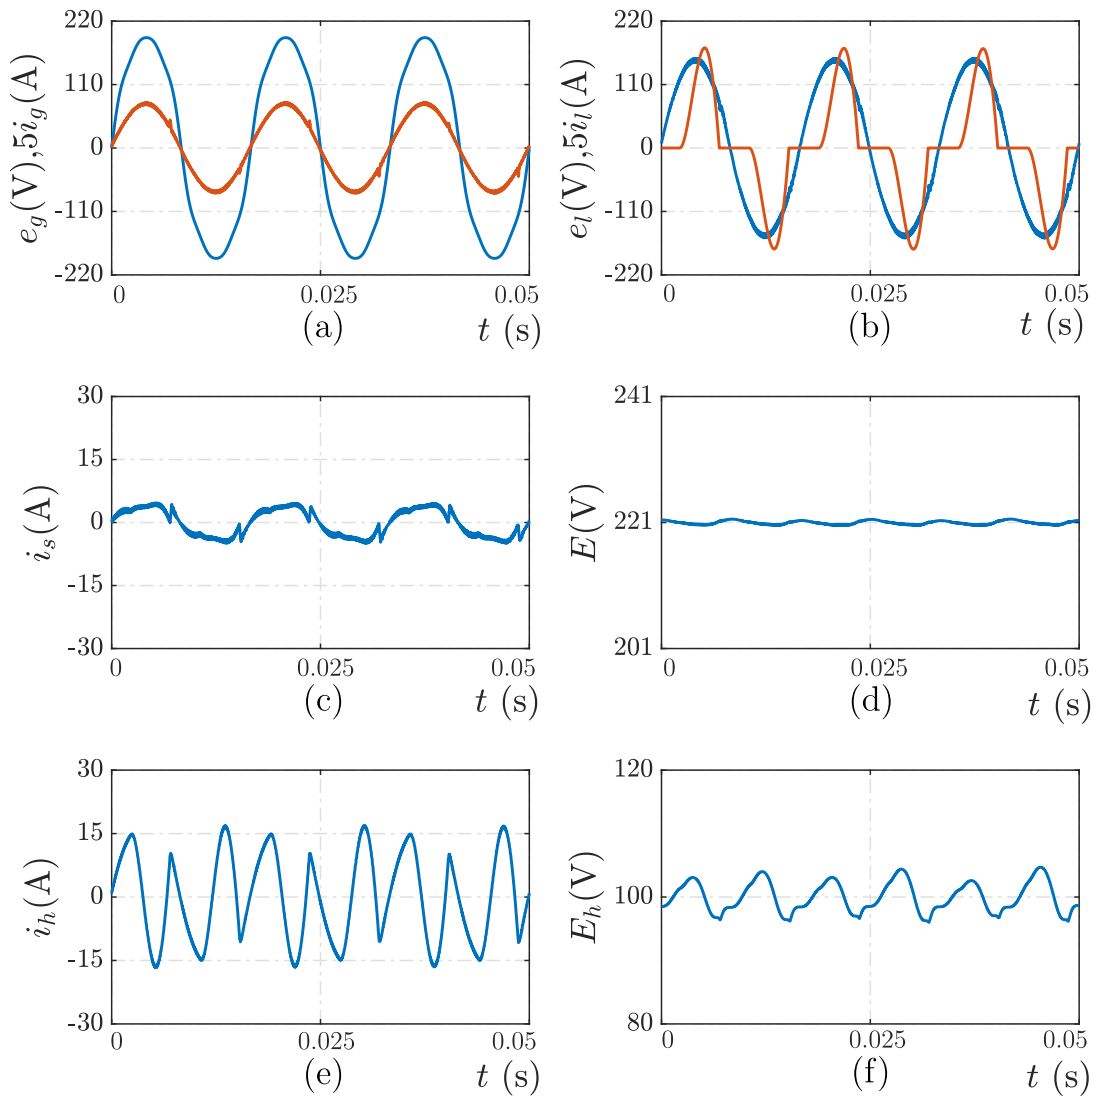 220
110
0
-110
-220
e_g(V),5i_g(A)
0
0.025
0.05
t (s)
(a)
220
110
0
-110
-220
e_l(V),5i_l(A)
0
0.025
0.05
t (s)
(b)
30
15
0
-15
-30
i_s(A)
0
0.025
0.05
t (s)
(c)
241
221
201
E(V)
0
0.025
0.05
t (s)
(d)
30
15
0
-15
-30
i_h(A)
0
0.025
0.05
t (s)
(e)
120
100
80
E_h(V)
0
0.025
0.05
t (s)
(f)